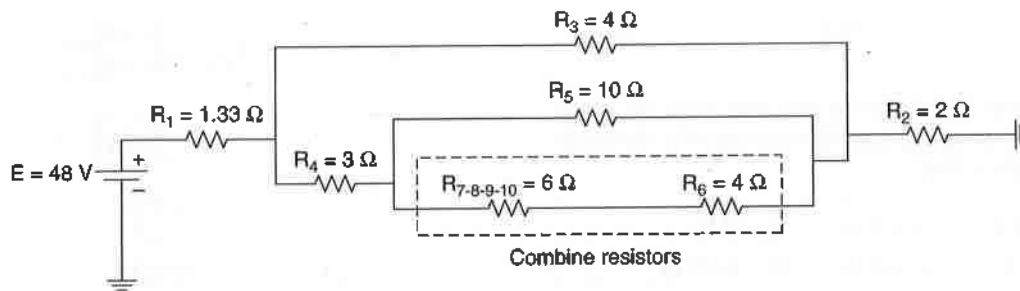 R3 = 4 Ω
R5 = 10 Ω
R1 = 1.33 Ω
R2 = 2 Ω
R4 = 3 Ω
E = 48 V
+
−
R7-8-9-10 = 6 Ω
R6 = 4 Ω
Combine resistors